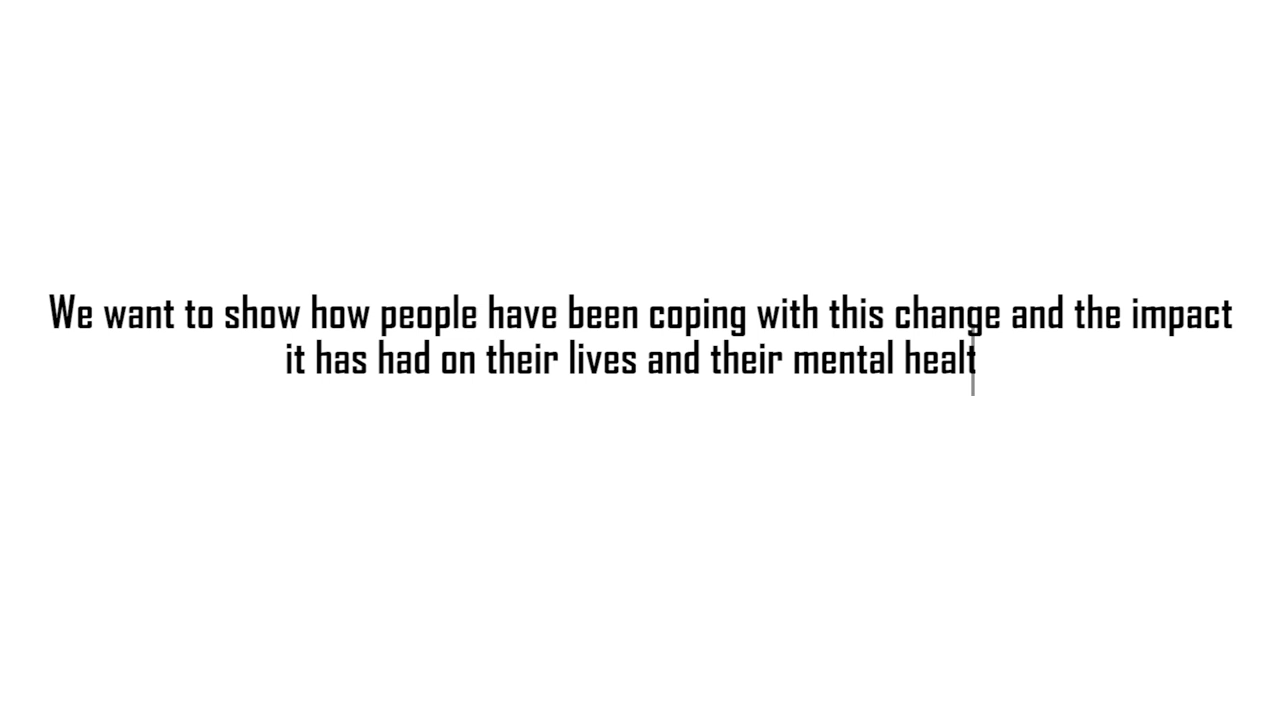 We want to show how people have been coping with this change and the impact
it has had on their lives and their mental healt